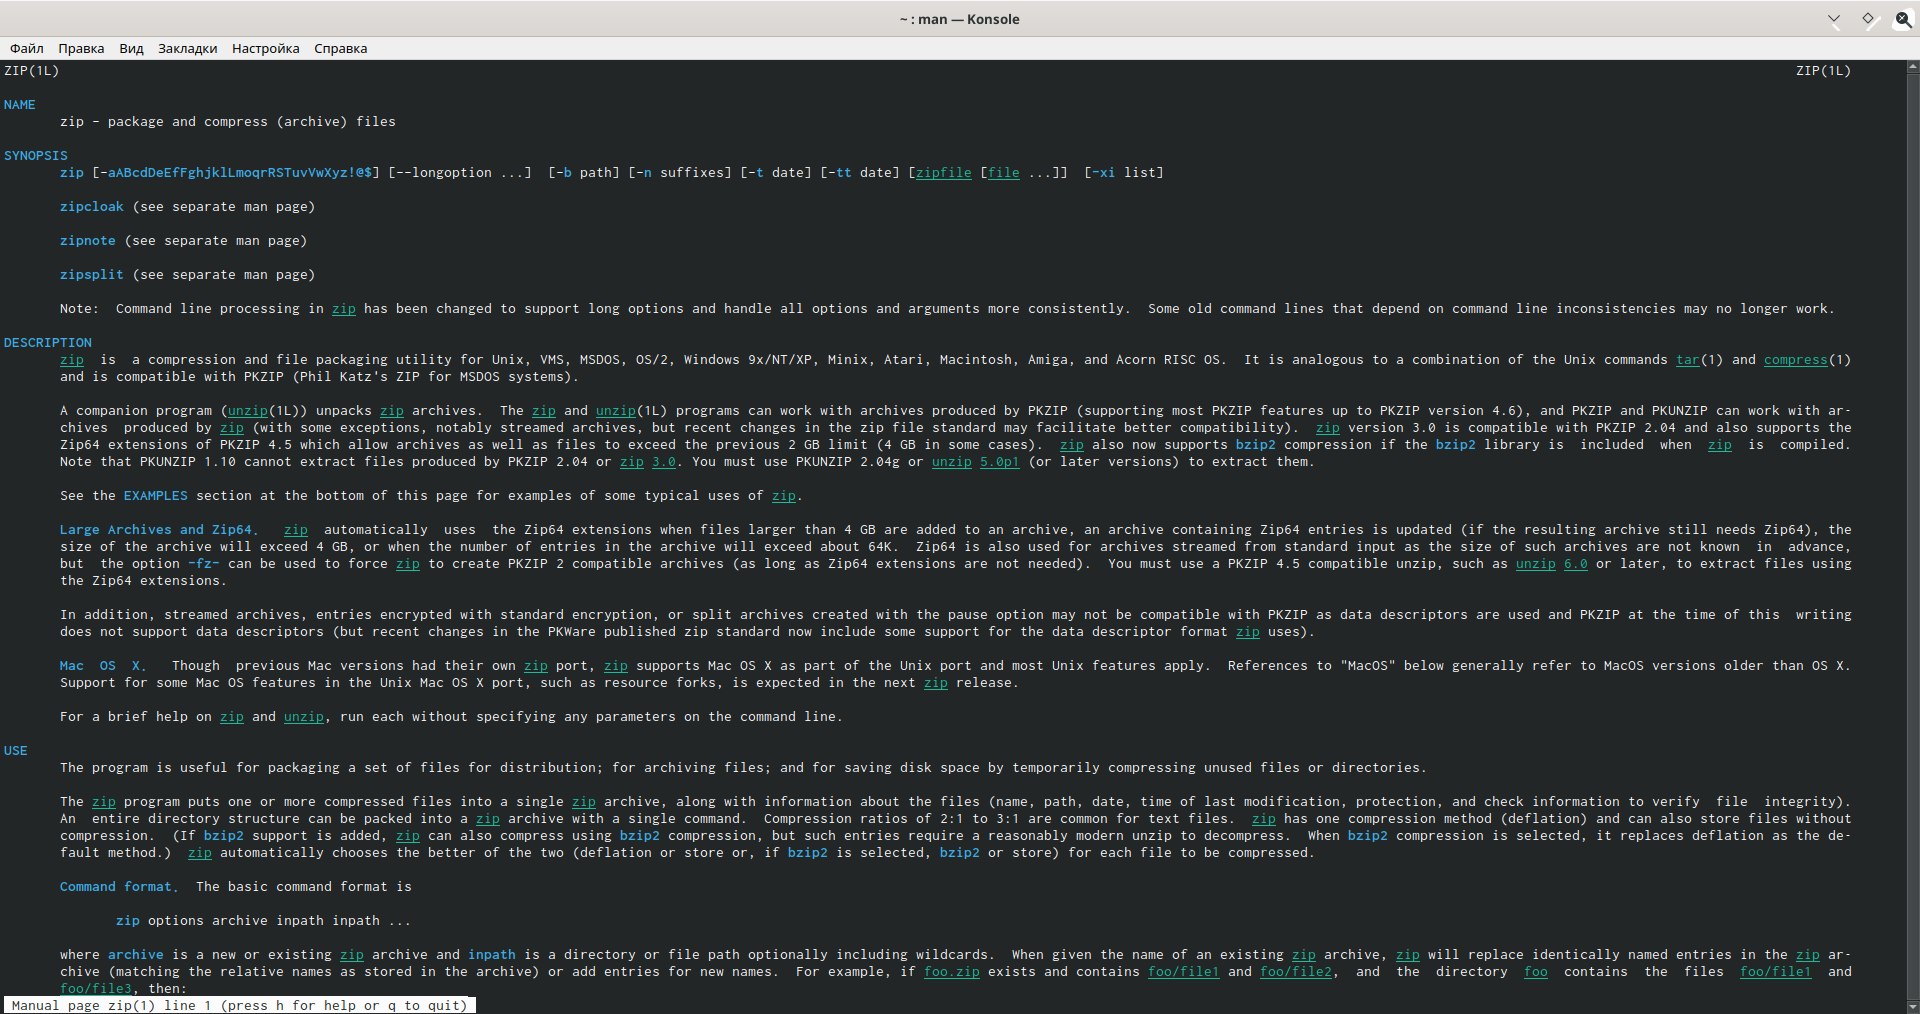 ~ : man — Konsole
Файл Правка Вид Закладки Настройка Справка
ZIP(1L) ZIP(1L)
NAME
zip - package and compress (archive) files
SYNOPSIS
zip [-aABcdDeEfFghjklLmoqrRSTuvVwXyz!@$] [--longoption ...]  [-b path] [-n suffixes] [-t date] [-tt date] [zipfile [file ...]]  [-xi list]
zipcloak (see separate man page)
zipnote (see separate man page)
zipsplit (see separate man page)
Note:  Command line processing in zip has been changed to support long options and handle all options and arguments more consistently.  Some old command lines that depend on command line inconsistencies may no longer work.
DESCRIPTION
zip  is  a compression and file packaging utility for Unix, VMS, MSDOS, OS/2, Windows 9x/NT/XP, Minix, Atari, Macintosh, Amiga, and Acorn RISC OS.  It is analogous to a combination of the Unix commands tar(1) and compress(1)
and is compatible with PKZIP (Phil Katz's ZIP for MSDOS systems).
A companion program (unzip(1L)) unpacks zip archives.  The zip and unzip(1L) programs can work with archives produced by PKZIP (supporting most PKZIP features up to PKZIP version 4.6), and PKZIP and PKUNZIP can work with ar-
chives  produced by zip (with some exceptions, notably streamed archives, but recent changes in the zip file standard may facilitate better compatibility).  zip version 3.0 is compatible with PKZIP 2.04 and also supports the
Zip64 extensions of PKZIP 4.5 which allow archives as well as files to exceed the previous 2 GB limit (4 GB in some cases).  zip also now supports bzip2 compression if the bzip2 library is  included  when  zip  is  compiled.
Note that PKUNZIP 1.10 cannot extract files produced by PKZIP 2.04 or zip 3.0. You must use PKUNZIP 2.04g or unzip 5.0p1 (or later versions) to extract them.
See the EXAMPLES section at the bottom of this page for examples of some typical uses of zip.
Large Archives and Zip64.   zip  automatically  uses  the Zip64 extensions when files larger than 4 GB are added to an archive, an archive containing Zip64 entries is updated (if the resulting archive still needs Zip64), the
size of the archive will exceed 4 GB, or when the number of entries in the archive will exceed about 64K.  Zip64 is also used for archives streamed from standard input as the size of such archives are not known  in  advance,
but  the option -fz- can be used to force zip to create PKZIP 2 compatible archives (as long as Zip64 extensions are not needed).  You must use a PKZIP 4.5 compatible unzip, such as unzip 6.0 or later, to extract files using
the Zip64 extensions.
In addition, streamed archives, entries encrypted with standard encryption, or split archives created with the pause option may not be compatible with PKZIP as data descriptors are used and PKZIP at the time of this  writing
does not support data descriptors (but recent changes in the PKWare published zip standard now include some support for the data descriptor format zip uses).
Mac  OS  X.   Though  previous Mac versions had their own zip port, zip supports Mac OS X as part of the Unix port and most Unix features apply.  References to "MacOS" below generally refer to MacOS versions older than OS X.
Support for some Mac OS features in the Unix Mac OS X port, such as resource forks, is expected in the next zip release.
For a brief help on zip and unzip, run each without specifying any parameters on the command line.
USE
The program is useful for packaging a set of files for distribution; for archiving files; and for saving disk space by temporarily compressing unused files or directories.
The zip program puts one or more compressed files into a single zip archive, along with information about the files (name, path, date, time of last modification, protection, and check information to verify  file  integrity).
An  entire directory structure can be packed into a zip archive with a single command.  Compression ratios of 2:1 to 3:1 are common for text files.  zip has one compression method (deflation) and can also store files without
compression.  (If bzip2 support is added, zip can also compress using bzip2 compression, but such entries require a reasonably modern unzip to decompress.  When bzip2 compression is selected, it replaces deflation as the de-
fault method.)  zip automatically chooses the better of the two (deflation or store or, if bzip2 is selected, bzip2 or store) for each file to be compressed.
Command format.  The basic command format is
zip options archive inpath inpath ...
where archive is a new or existing zip archive and inpath is a directory or file path optionally including wildcards.  When given the name of an existing zip archive, zip will replace identically named entries in the zip ar-
chive (matching the relative names as stored in the archive) or add entries for new names.  For example, if foo.zip exists and contains foo/file1 and foo/file2,  and  the  directory  foo  contains  the  files  foo/file1  and
foo/file3, then:
Manual page zip(1) line 1 (press h for help or q to quit)